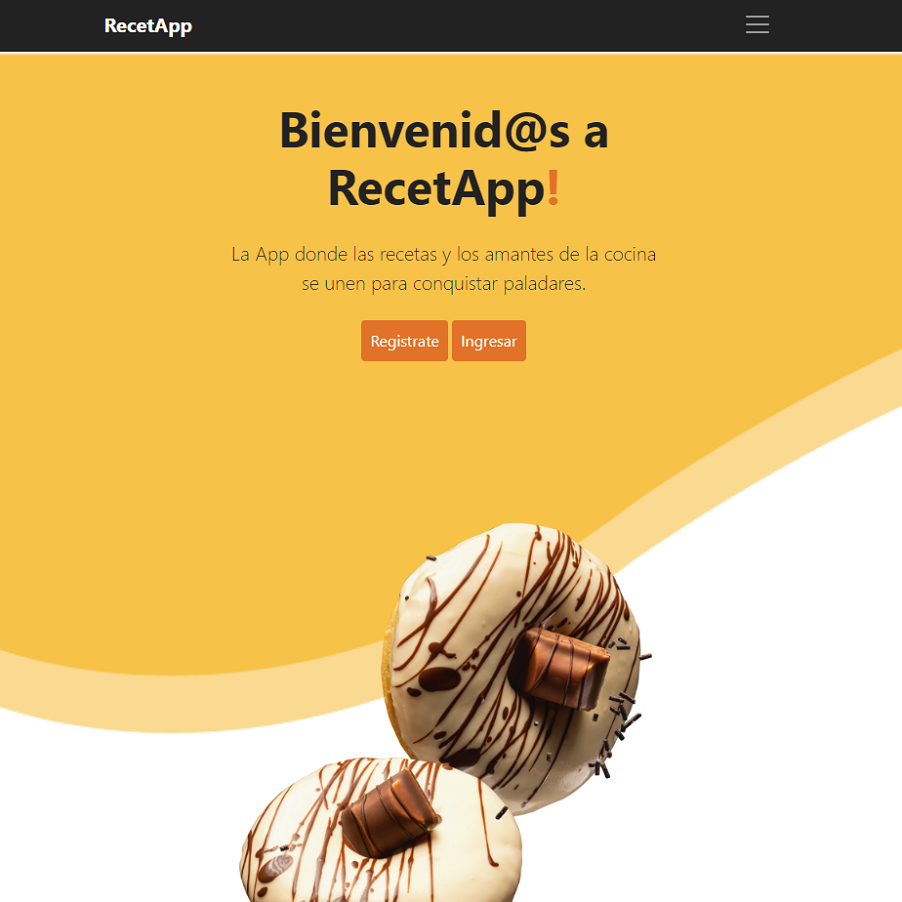 RecetApp
Bienvenid@s a
RecetApp!
La App donde las recetas y los amantes de la cocina
se unen para conquistar paladares.
Registrate Ingresar